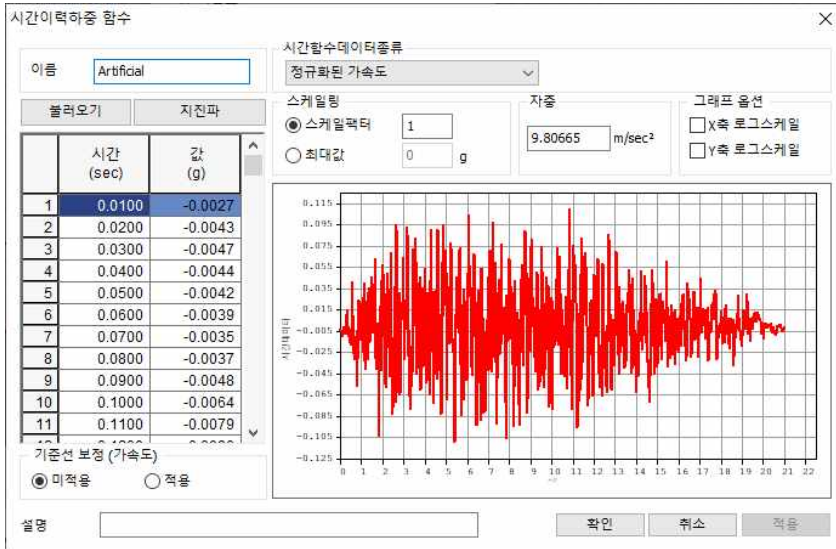 시간이력하중 함수
이름 Artificial
시간함수데이터종류
정규화된 가속도
불러오기 지진파
스케일링
스케일팩터 1
최대값 0 g
자중
9.80665 m/sec²
그래프 옵션
X축 로그스케일
Y축 로그스케일
시간 (sec) 값 (g)
1 0.0100 -0.0027
2 0.0200 -0.0043
3 0.0300 -0.0047
4 0.0400 -0.0044
5 0.0500 -0.0042
6 0.0600 -0.0039
7 0.0700 -0.0035
8 0.0800 -0.0037
9 0.0900 -0.0048
10 0.1000 -0.0064
11 0.1100 -0.0079
0.115
0.095
0.075
0.055
0.035
0.015
-0.005
-0.025
-0.045
-0.065
-0.085
-0.105
-0.125
시간데이터
0 1 2 3 4 5 6 7 8 9 10 11 12 13 14 15 16 17 18 19 20 21 22
기준선 보정 (가속도)
미적용 적용
설명
확인 취소 적용